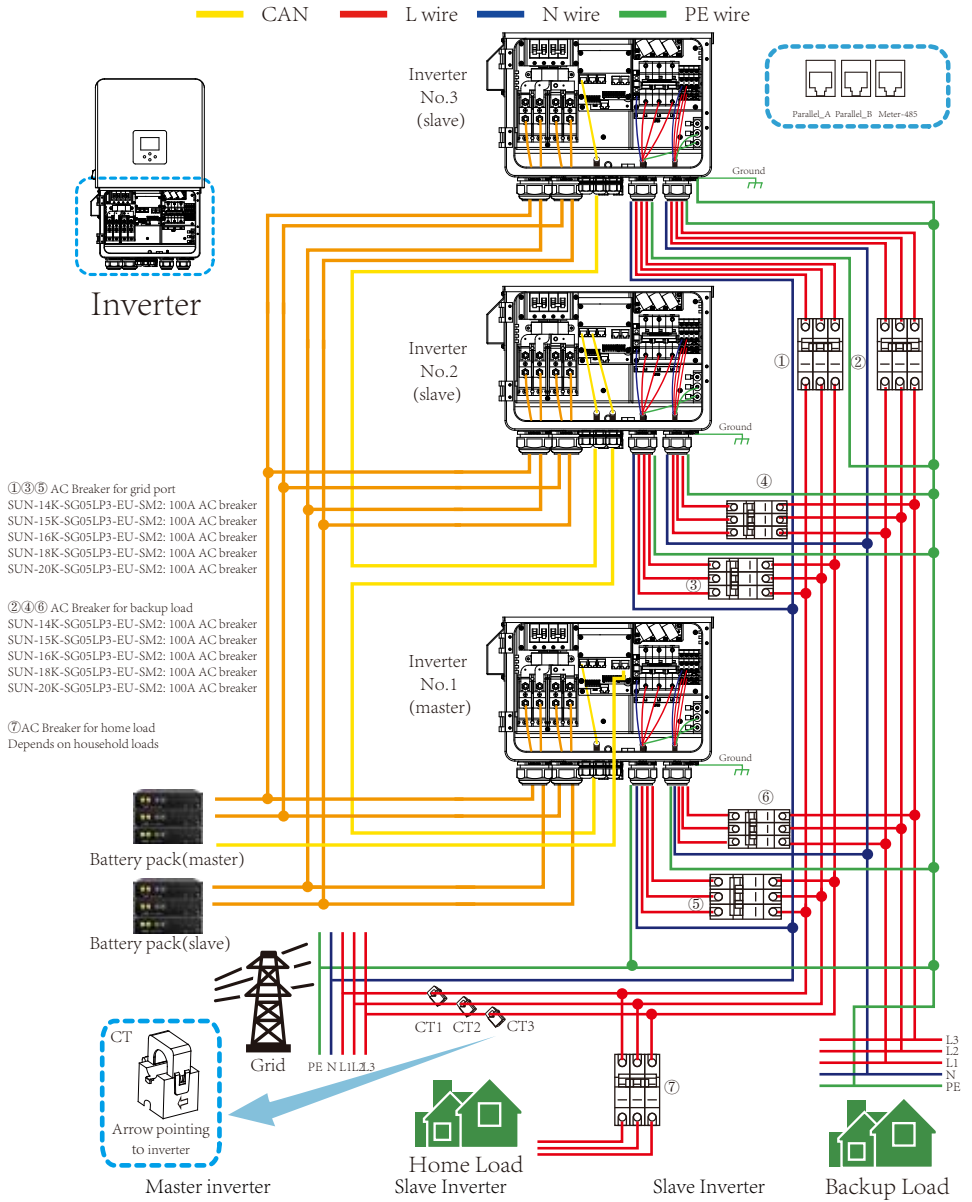 CAN L wire N wire PE wire
Inverter
No.3
(slave)
Parallel_A Parallel_B Meter-485
Ground
Inverter
Inverter
No.2
(slave)
①
②
Ground
④
③
①③⑤ AC Breaker for grid port
SUN-14K-SG05LP3-EU-SM2: 100A AC breaker
SUN-15K-SG05LP3-EU-SM2: 100A AC breaker
SUN-16K-SG05LP3-EU-SM2: 100A AC breaker
SUN-18K-SG05LP3-EU-SM2: 100A AC breaker
SUN-20K-SG05LP3-EU-SM2: 100A AC breaker
②④⑥ AC Breaker for backup load
SUN-14K-SG05LP3-EU-SM2: 100A AC breaker
SUN-15K-SG05LP3-EU-SM2: 100A AC breaker
SUN-16K-SG05LP3-EU-SM2: 100A AC breaker
SUN-18K-SG05LP3-EU-SM2: 100A AC breaker
SUN-20K-SG05LP3-EU-SM2: 100A AC breaker
⑦AC Breaker for home load
Depends on household loads
Inverter
No.1
(master)
Ground
⑥
⑤
Battery pack(master)
Battery pack(slave)
CT1 CT2 CT3
Grid
PE N L1 L2 L3
CT
Arrow pointing
to inverter
⑦
L3
L2
L1
N
PE
Home Load
Backup Load
Master inverter Slave Inverter Slave Inverter